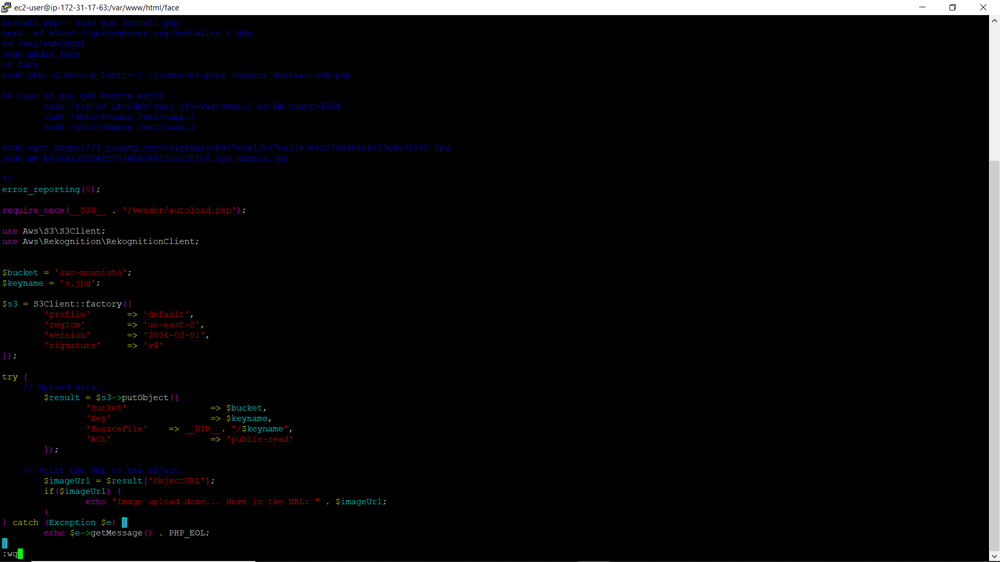 ec2-user@ip-172-31-17-63:/var/www/html/face
Install php - sudo yum install php
curl -sS https://getcomposer.org/installer | php
cd /var/www/html
sudo mkdir face
cd face
sudo php -d memory_limit=-1 ~/composer.phar require aws/aws-sdk-php
In case if you get memory error -
sudo /bin/dd if=/dev/zero of=/var/swap.1 bs=1M count=1024
sudo /sbin/mkswap /var/swap.1
sudo /sbin/swapon /var/swap.1
sudo wget https://i.pinimg.com/originals/b9/7e/a3/b97ea33b5842c7894b804923c6c05580.jpg
sudo mv b97ea33b5842c7894b804923c6c05580.jpg sample.jpg
*/
error_reporting(0);
require_once(__DIR__ . '/vendor/autoload.php');
use Aws\S3\S3Client;
use Aws\Rekognition\RekognitionClient;
$bucket = 'aws-mounisha';
$keyname = 's.jpg';
$s3 = S3Client::factory([
'profile' => 'default',
'region' => 'us-east-2',
'version' => '2006-03-01',
'signature' => 'v4'
]);
try {
// Upload data.
$result = $s3->putObject([
'Bucket' => $bucket,
'Key' => $keyname,
'SourceFile' => __DIR__. "/$keyname",
'ACL' => 'public-read'
]);
// Print the URL to the object.
$imageUrl = $result['ObjectURL'];
if($imageUrl) {
echo "Image upload done... Here is the URL: " . $imageUrl;
}
} catch (Exception $e) {
echo $e->getMessage() . PHP_EOL;
}
:wq